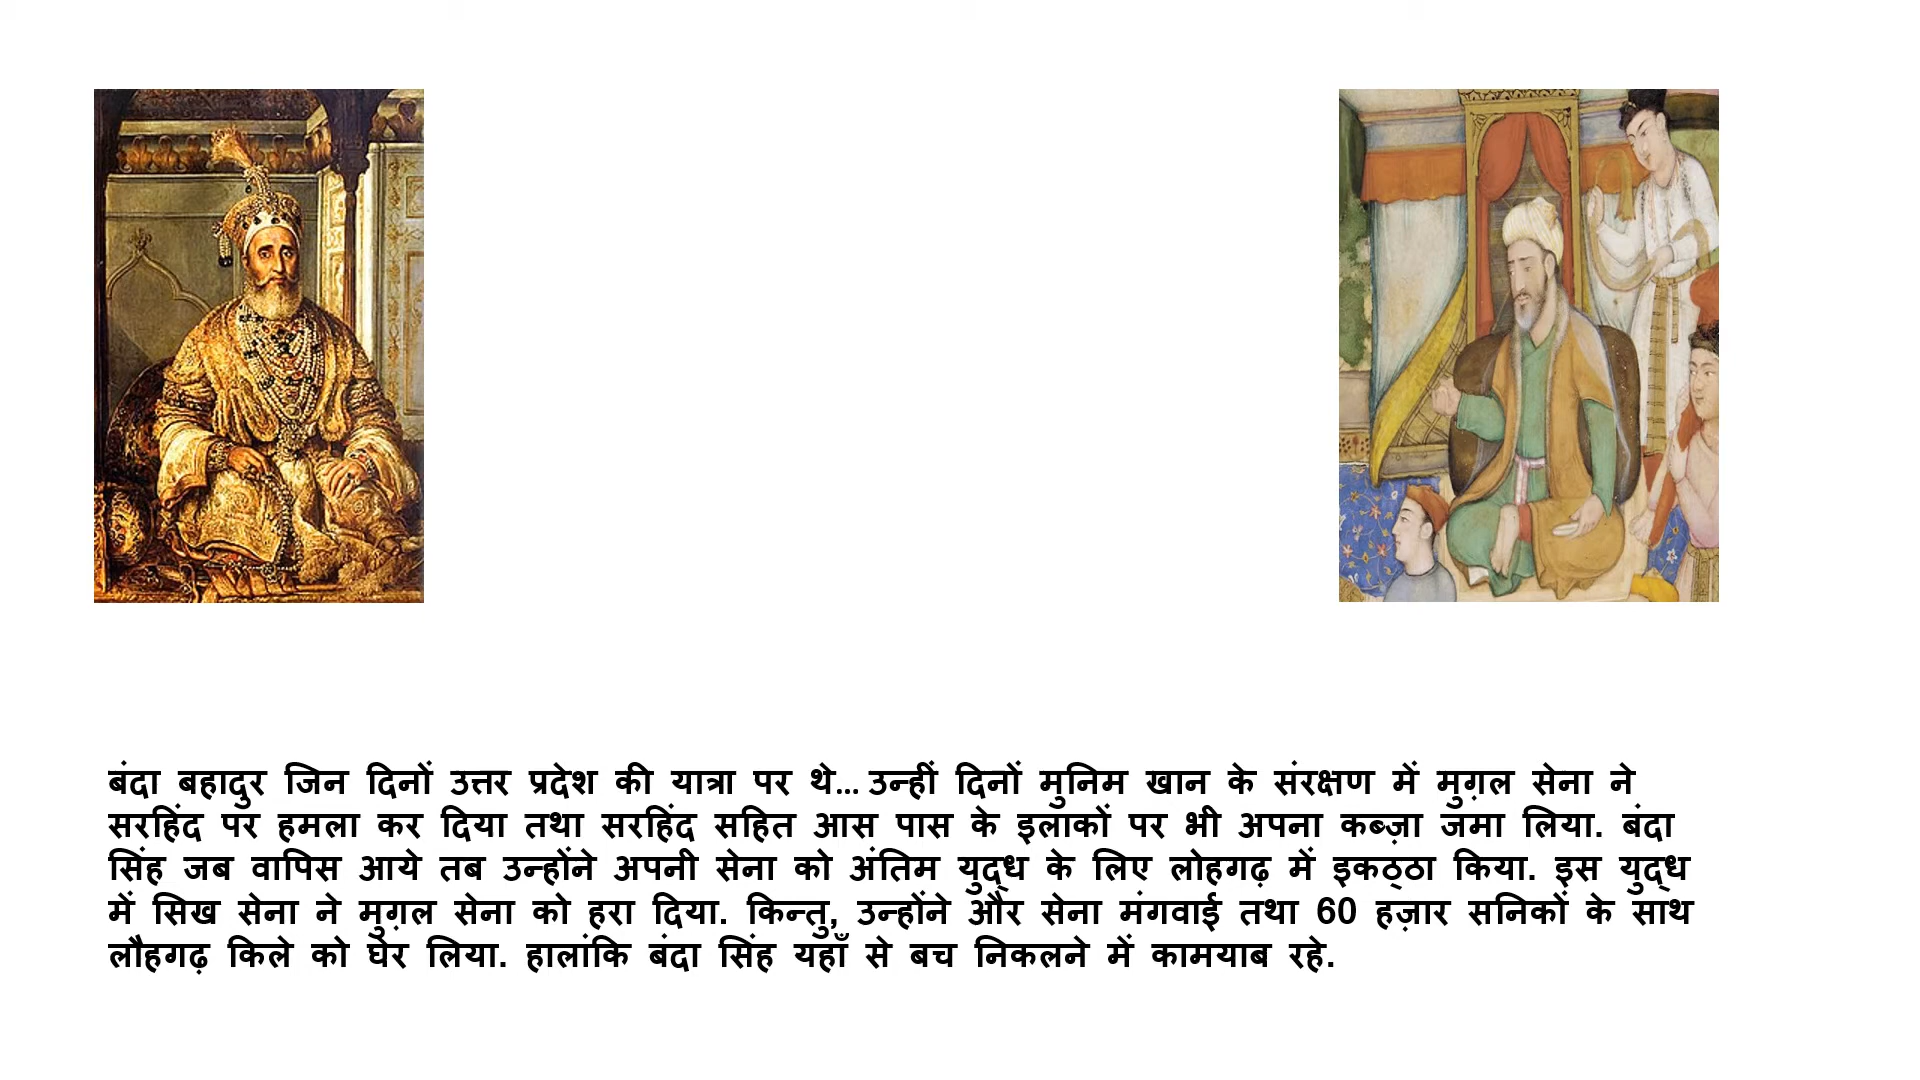 बंदा बहादुर जिन दिनों उत्तर प्रदेश की यात्रा पर थे... उन्हीं दिनों मुनिम खान के संरक्षण में मुग़ल सेना ने
सरहिंद पर हमला कर दिया तथा सरहिंद सहित आस पास के इलाकों पर भी अपना कब्ज़ा जमा लिया. बंदा
सिंह जब वापिस आये तब उन्होंने अपनी सेना को अंतिम युद्ध के लिए लोहगढ़ में इकठ्ठा किया. इस युद्ध
में सिख सेना ने मुग़ल सेना को हरा दिया. किन्तु, उन्होंने और सेना मंगवाई तथा 60 हज़ार सनिकों के साथ
लौहगढ़ किले को घेर लिया. हालांकि बंदा सिंह यहाँ से बच निकलने में कामयाब रहे.